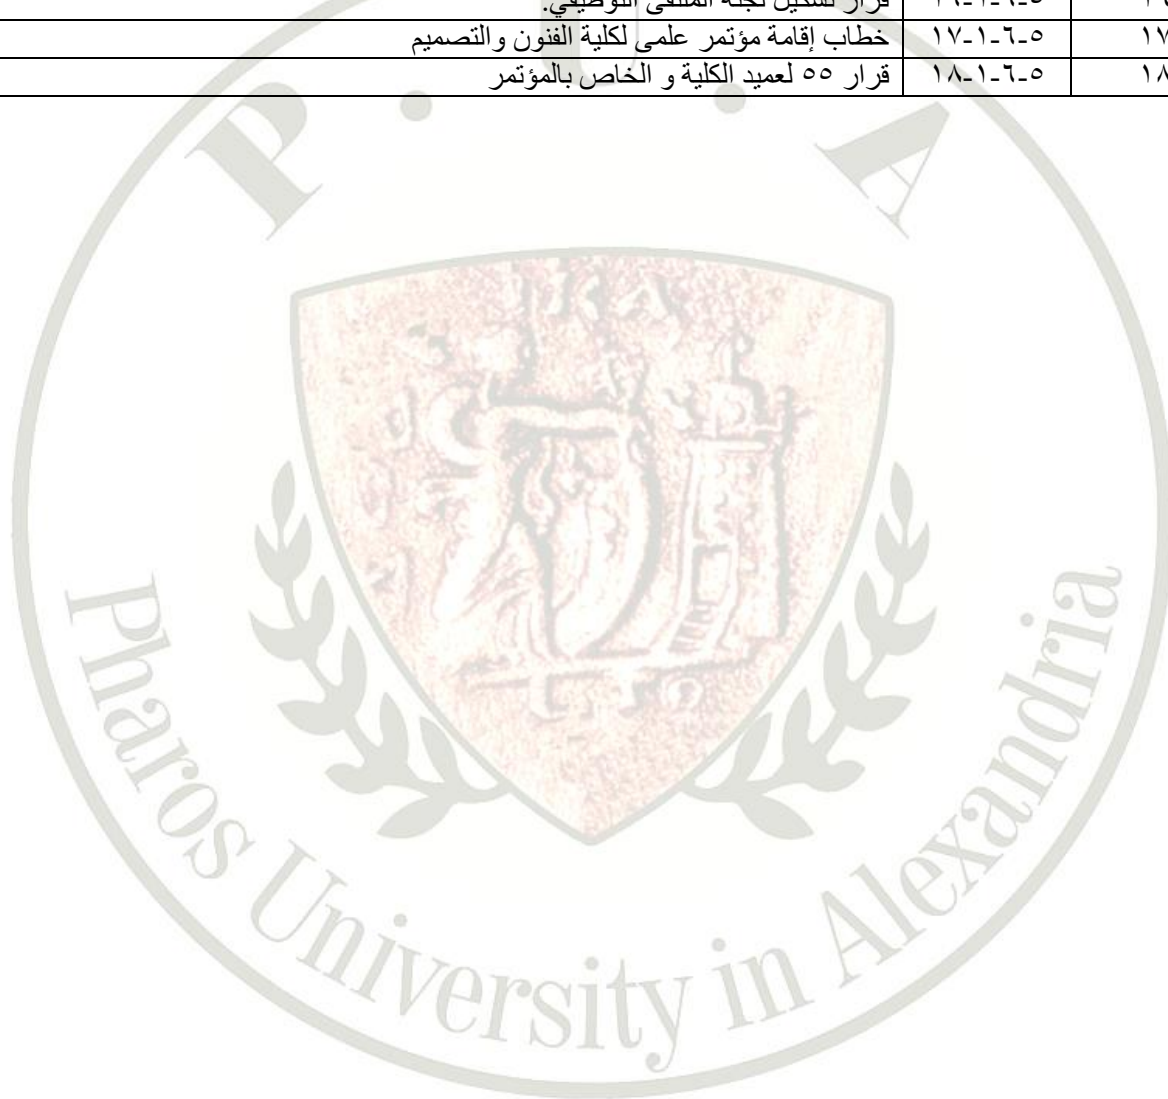 قرار تشكيل لجنة الملتقى التوظيفي.
١٧ ٥-٦-١-١٧ خطاب إقامة مؤتمر علمى لكلية الفنون والتصميم
١٨ ٥-٦-١-١٨ قرار ٥٥ لعميد الكلية و الخاص بالمؤتمر
P . U . A
Pharos University in Alexandria